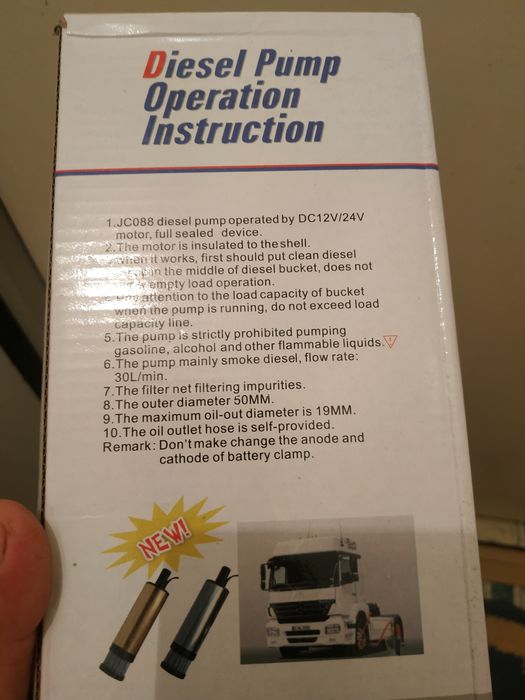 Diesel Pump
Operation
Instruction
1.JC088 diesel pump operated by DC12V/24V
motor, full sealed device.
2.The motor is insulated to the shell.
it works, first should put clean diesel
in the middle of diesel bucket, does not
empty load operation.
attention to the load capacity of bucket
when the pump is running, do not exceed load
capacity line.
5.The pump is strictly prohibited pumping
gasoline, alcohol and other flammable liquids.
6.The pump mainly smoke diesel, flow rate:
30L/min.
7.The filter net filtering impurities.
8.The outer diameter 50MM.
9.The maximum oil-out diameter is 19MM.
10.The oil outlet hose is self-provided.
Remark: Don't make change the anode and
cathode of battery clamp.
NEW!